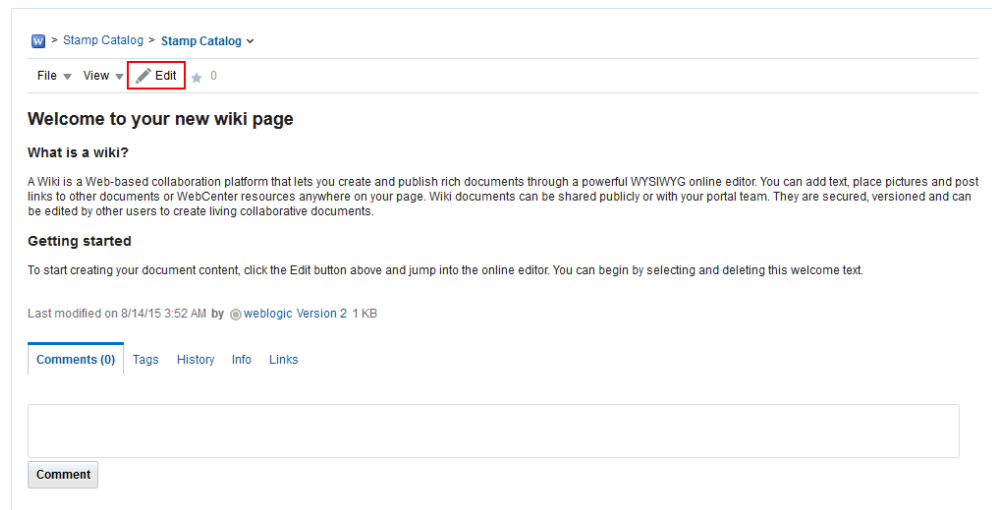 W > Stamp Catalog > Stamp Catalog
File View Edit 0
Welcome to your new wiki page
What is a wiki?
A Wiki is a Web-based collaboration platform that lets you create and publish rich documents through a powerful WYSIWYG online editor. You can add text, place pictures and post
links to other documents or WebCenter resources anywhere on your page. Wiki documents can be shared publicly or with your portal team. They are secured, versioned and can
be edited by other users to create living collaborative documents.
Getting started
To start creating your document content, click the Edit button above and jump into the online editor. You can begin by selecting and deleting this welcome text.
Last modified on 8/14/15 3:52 AM by weblogic Version 2 1 KB
Comments (0) Tags History Info Links
Comment